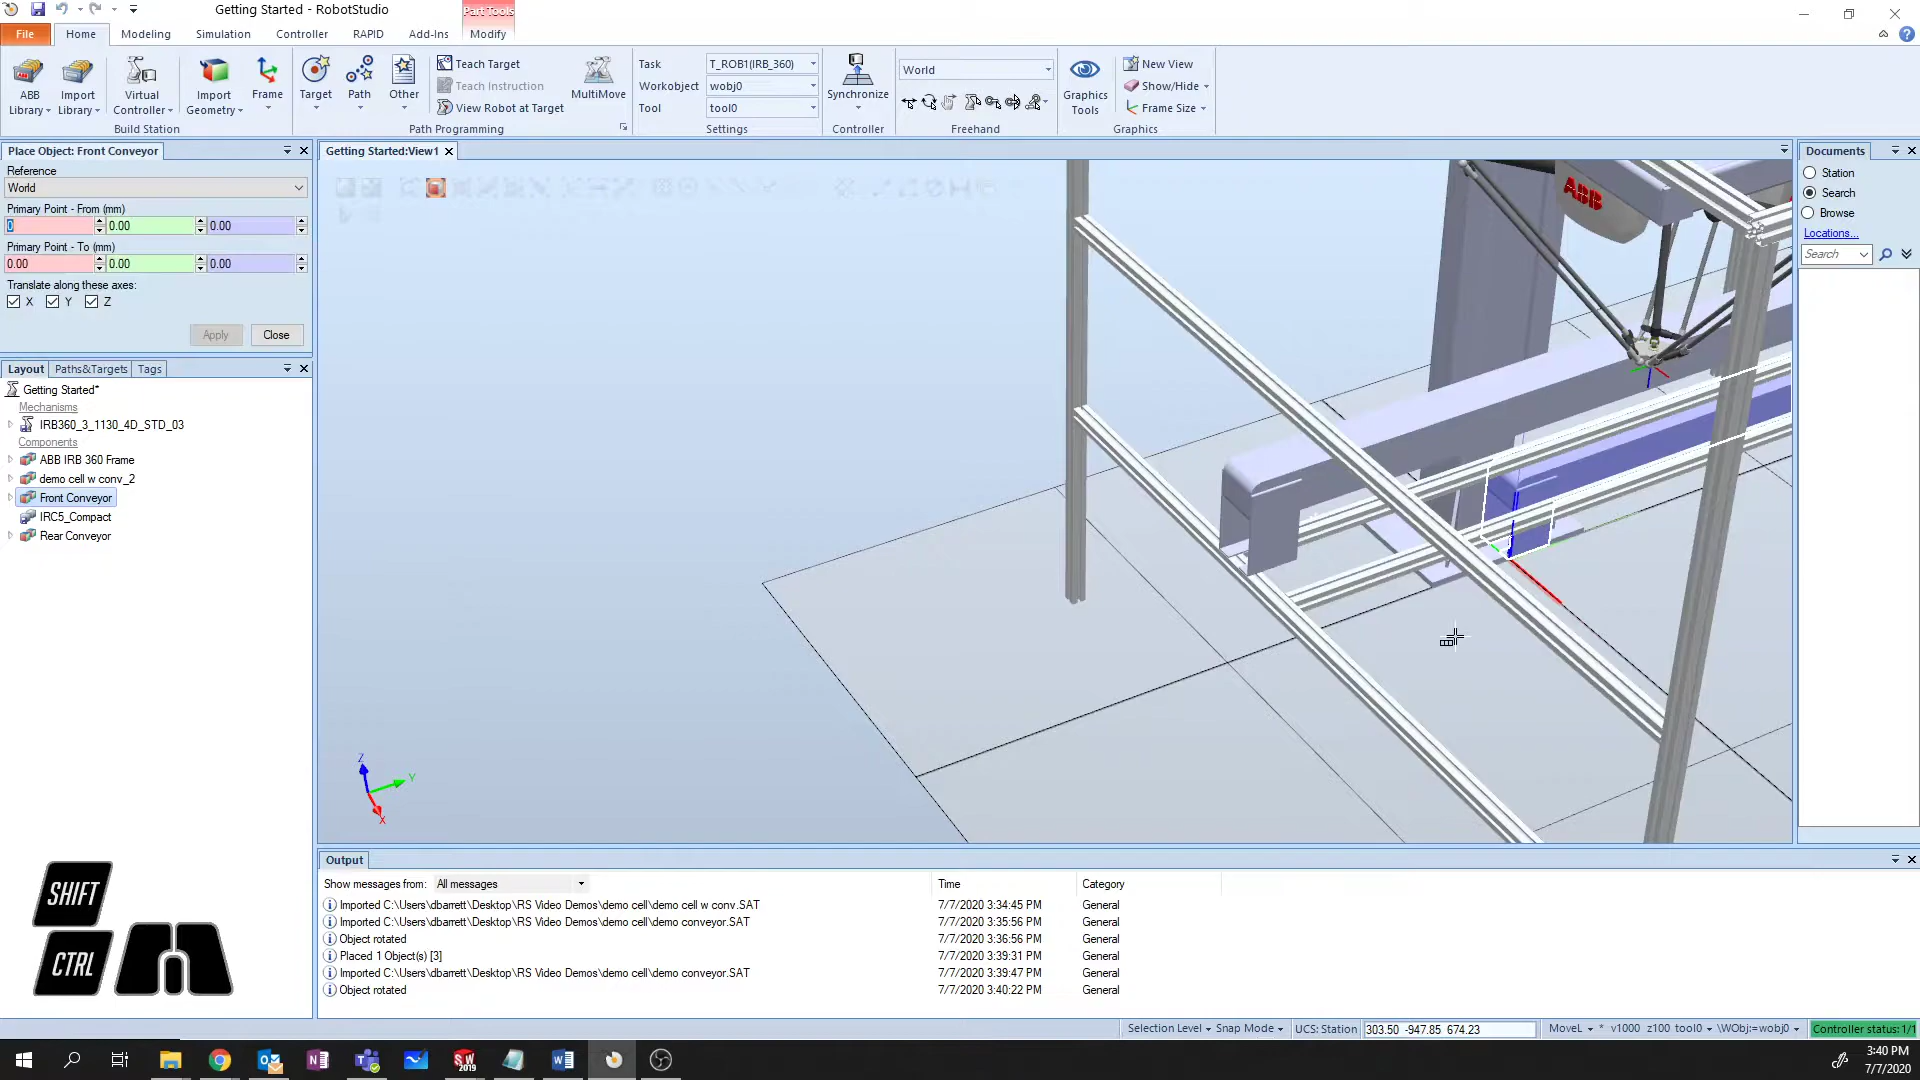 Getting Started - RobotStudio
Part Tools
File
Home
Modeling
Simulation
Controller
RAPID
Add-Ins
Modify
ABB
Library
Import
Library
Virtual
Controller
Import
Geometry
Frame
Build Station
Target
Path
Other
Teach Target
Teach Instruction
View Robot at Target
MultiMove
Path Programming
Task
T_ROB1(IRB_360)
Workobject
wobj0
Tool
tool0
Settings
Synchronize
Controller
World
Freehand
Graphics
Tools
New View
Show/Hide
Frame Size
Graphics
Place Object: Front Conveyor
Reference
World
Primary Point - From (mm)
0
0.00
0.00
Primary Point - To (mm)
0.00
0.00
0.00
Translate along these axes:
X
Y
Z
Apply
Close
Layout
Paths&Targets
Tags
Getting Started*
Mechanisms
IRB360_3_1130_4D_STD_03
Components
ABB IRB 360 Frame
demo cell w conv_2
Front Conveyor
IRC5_Compact
Rear Conveyor
SHIFT
CTRL
Getting Started:View1
ABB
Z
Y
X
Documents
Station
Search
Browse
Locations...
Search
Output
Show messages from:
All messages
Time
Category
Imported C:\Users\dbarrett\Desktop\RS Video Demos\demo cell\demo cell w conv.SAT
7/7/2020 3:34:45 PM
General
Imported C:\Users\dbarrett\Desktop\RS Video Demos\demo cell\demo conveyor.SAT
7/7/2020 3:35:56 PM
General
Object rotated
7/7/2020 3:36:56 PM
General
Placed 1 Object(s) [3]
7/7/2020 3:39:31 PM
General
Imported C:\Users\dbarrett\Desktop\RS Video Demos\demo cell\demo conveyor.SAT
7/7/2020 3:39:47 PM
General
Object rotated
7/7/2020 3:40:22 PM
General
Selection Level
Snap Mode
UCS: Station
303.50 -947.85 674.23
MoveL * v1000 z100 tool0 \WObj:=wobj0
Controller status: 1/1
3:40 PM
7/7/2020